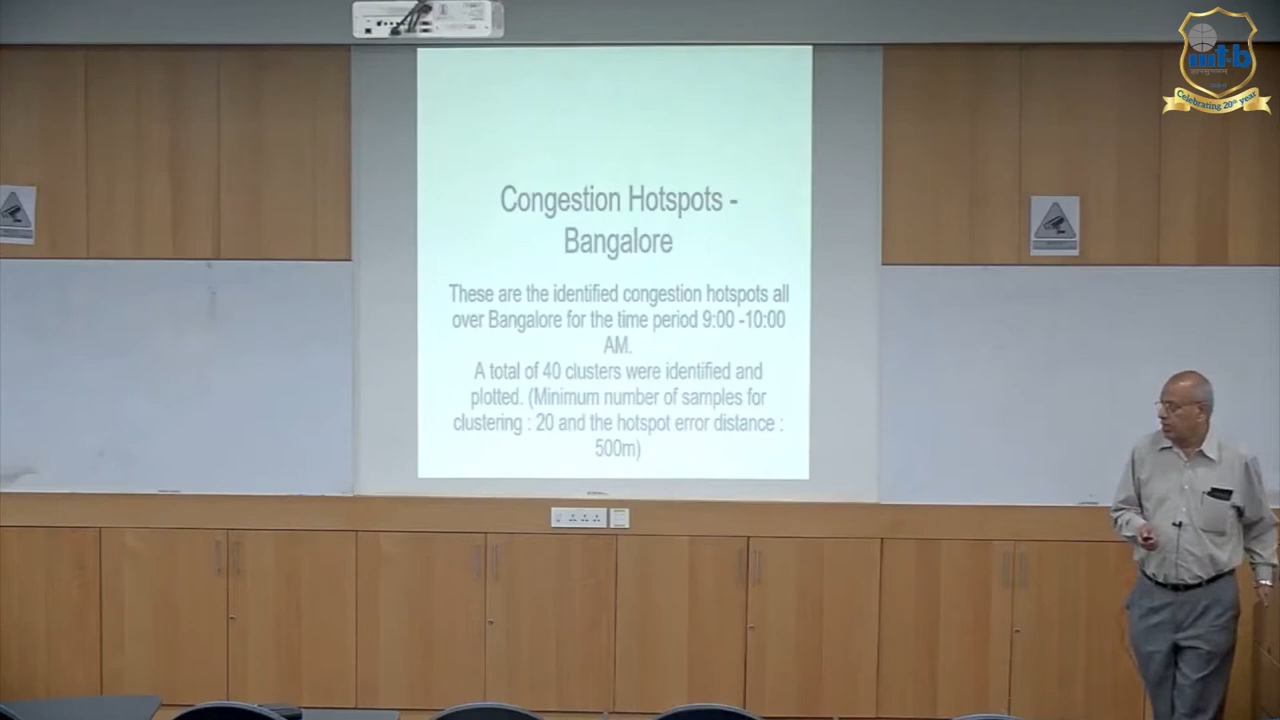 iiit-b
Celebrating 20th year
Congestion Hotspots -
Bangalore
These are the identified congestion hotspots all
over Bangalore for the time period 9:00 -10:00
AM.
A total of 40 clusters were identified and
plotted. (Minimum number of samples for
clustering : 20 and the hotspot error distance :
500m)